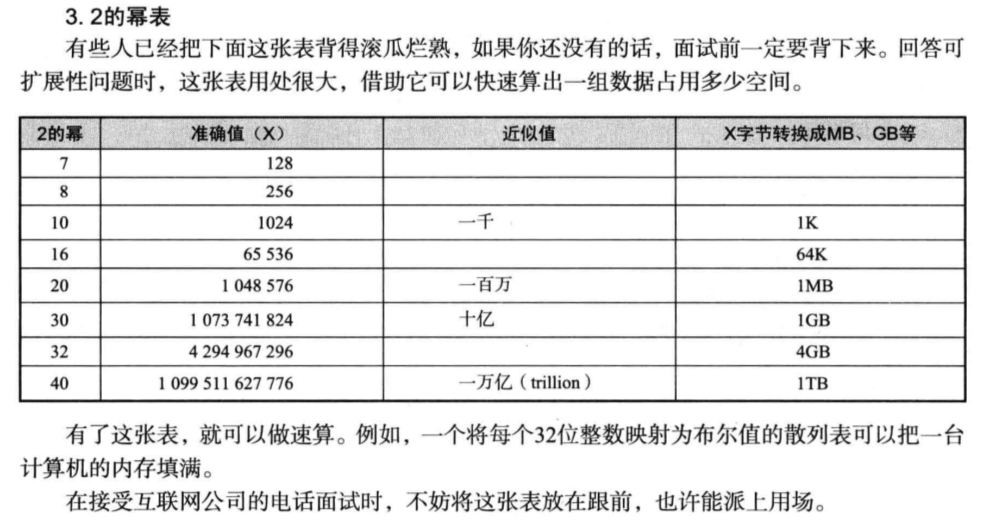 3. 2的幂表
有些人已经把下面这张表背得滚瓜烂熟，如果你还没有的话，面试前一定要背下来。回答可
扩展性问题时，这张表用处很大，借助它可以快速算出一组数据占用多少空间。
2的幂 准确值（X） 近似值 X字节转换成MB、GB等
7 128
8 256
10 1024 一千 1K
16 65 536 64K
20 1 048 576 一百万 1MB
30 1 073 741 824 十亿 1GB
32 4 294 967 296 4GB
40 1 099 511 627 776 一万亿（trillion） 1TB
有了这张表，就可以做速算。例如，一个将每个32位整数映射为布尔值的散列表可以把一台
计算机的内存填满。
在接受互联网公司的电话面试时，不妨将这张表放在跟前，也许能派上用场。